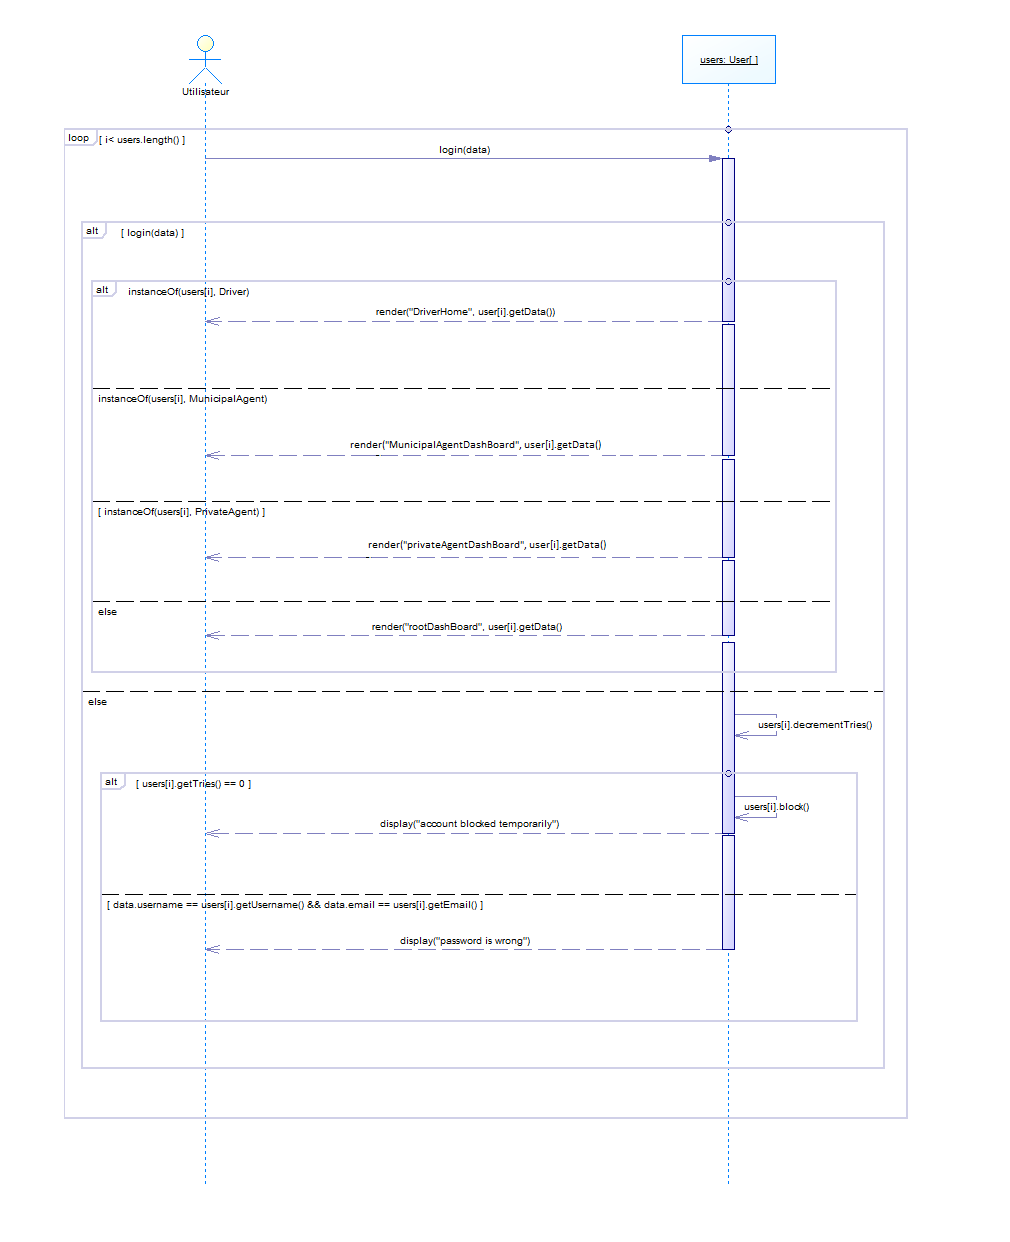 Utilisateur
users: User[ ]
loop
[ i< users.length() ]
login(data)
alt
[ login(data) ]
alt
instanceOf(users[i], Driver)
render("DriverHome", user[i].getData())
instanceOf(users[i], MunicipalAgent)
render("MunicipalAgentDashBoard", user[i].getData()
[ instanceOf(users[i], PrivateAgent) ]
render("privateAgentDashBoard", user[i].getData()
else
render("rootDashBoard", user[i].getData()
else
users[i].decrementTries()
alt
[ users[i].getTries() == 0 ]
users[i].block()
display("account blocked temporarily")
[ data.username == users[i].getUsername() && data.email == users[i].getEmail() ]
display("password is wrong")